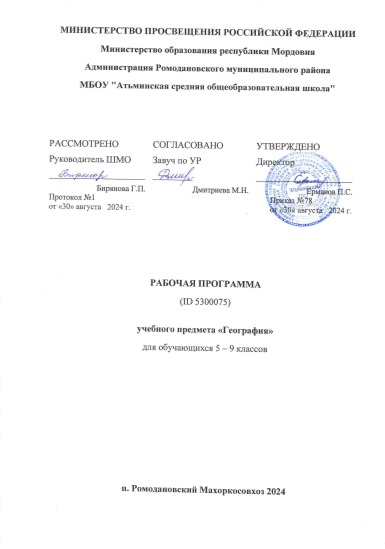 МИНИСТЕРСТВО ПРОСВЕЩЕНИЯ РОССИЙСКОЙ ФЕДЕРАЦИИ
Министерство образования республики Мордовия
Администрация Ромодановского муниципального района
МБОУ "Атьминская средняя общеобразовательная школа"
РАССМОТРЕНО СОГЛАСОВАНО УТВЕРЖДЕНО
Руководитель ШМО Завуч по УР Директор
Бирянова Г.П. Дмитриева М.Н. Ерманов П.С.
Протокол №1 Приказ №78
от «30» августа 2024 г. от «30» августа 2024 г.
РАБОЧАЯ ПРОГРАММА
(ID 5300075)
учебного предмета «География»
для обучающихся 5 – 9 классов
п. Ромодановский Махоркосовхоз 2024